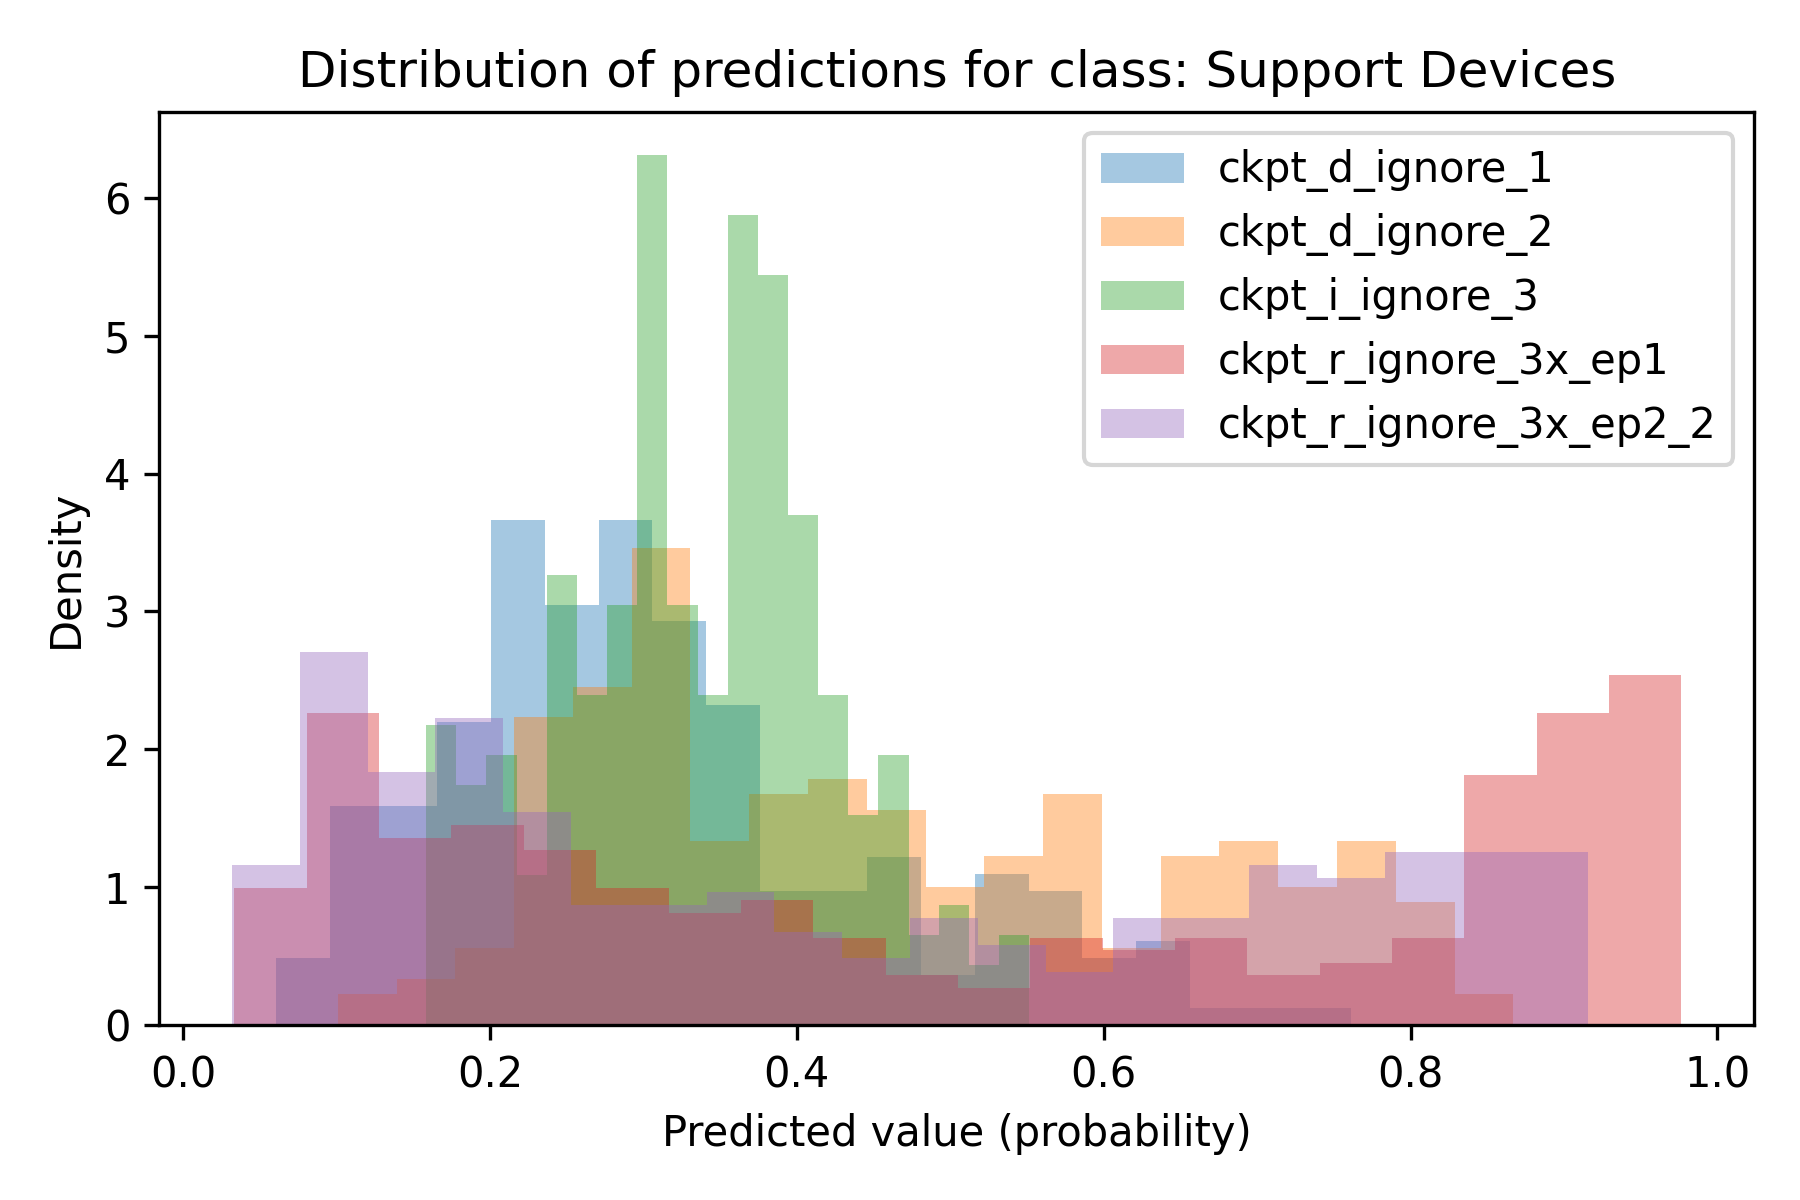 Distribution of predictions for class: Support Devices
ckpt_d_ignore_1
ckpt_d_ignore_2
ckpt_i_ignore_3
ckpt_r_ignore_3x_ep1
ckpt_r_ignore_3x_ep2_2
Density
6
5
4
3
2
1
0
0.0 0.2 0.4 0.6 0.8 1.0
Predicted value (probability)